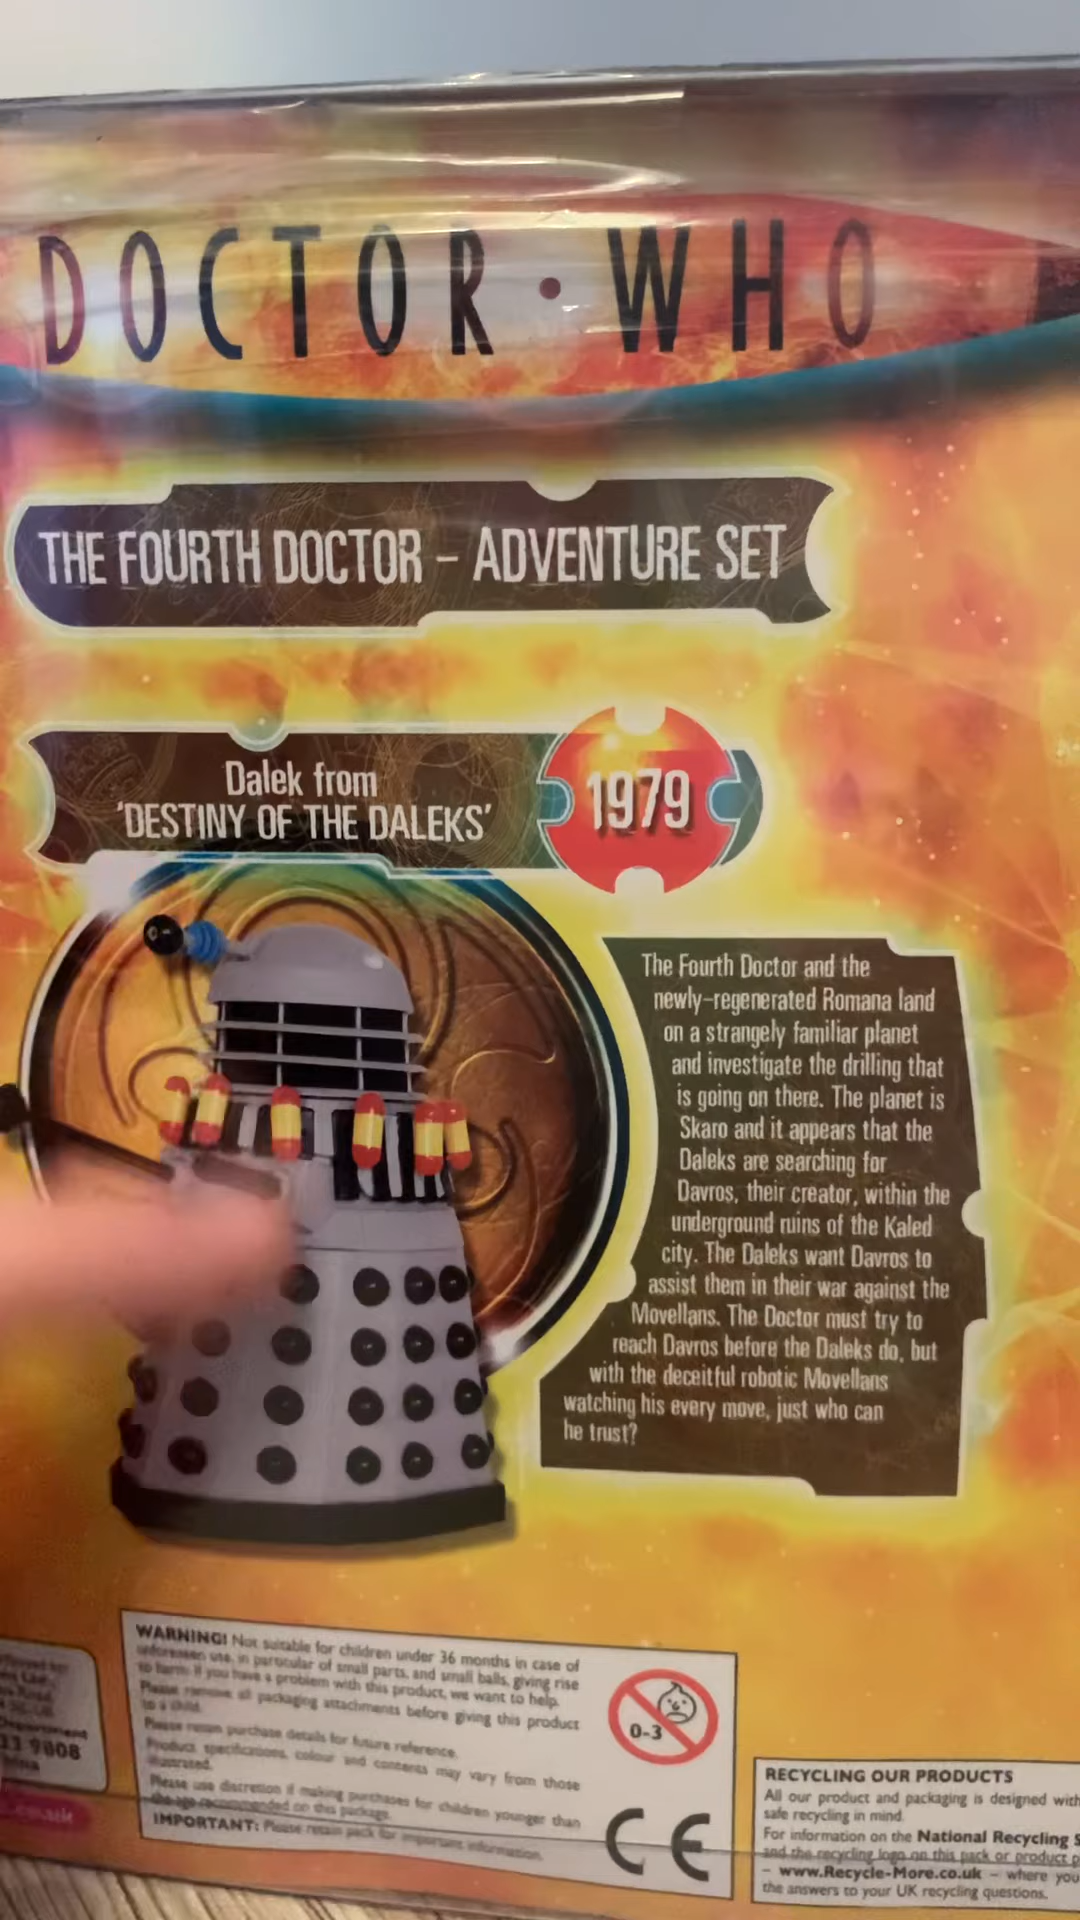 DOCTOR • WHO
THE FOURTH DOCTOR – ADVENTURE SET
Dalek from
'DESTINY OF THE DALEKS'
1979
The Fourth Doctor and the
newly-regenerated Romana land
on a strangely familiar planet
and investigate the drilling that
is going on there. The planet is
Skaro and it appears that the
Daleks are searching for
Davros, their creator, within the
underground ruins of the Kaled
city. The Daleks want Davros to
assist them in their war against the
Movellans. The Doctor must try to
reach Davros before the Daleks do, but
with the deceitful robotic Movellans
watching his every move, just who can
he trust?
9808
.co.uk
WARNING! Not suitable for children under 36 months in case of
unforeseen use, in particular of small parts, and small balls, giving rise
to harm. If you have a problem with this product, we want to help.
Please remove all packaging attachments before giving this product
to a child.
Please retain purchase details for future reference.
Product specifications, colour and contents may vary from those
illustrated.
Please use discretion if making purchases for children younger than
the age recommended on this package.
IMPORTANT: Please retain pack for important information.
0-3
CE
RECYCLING OUR PRODUCTS
All our product and packaging is designed with
safe recycling in mind.
For information on the National Recycling S
and the recycling logo on this pack or product p
– www.Recycle-More.co.uk – where you
the answers to your UK recycling questions.